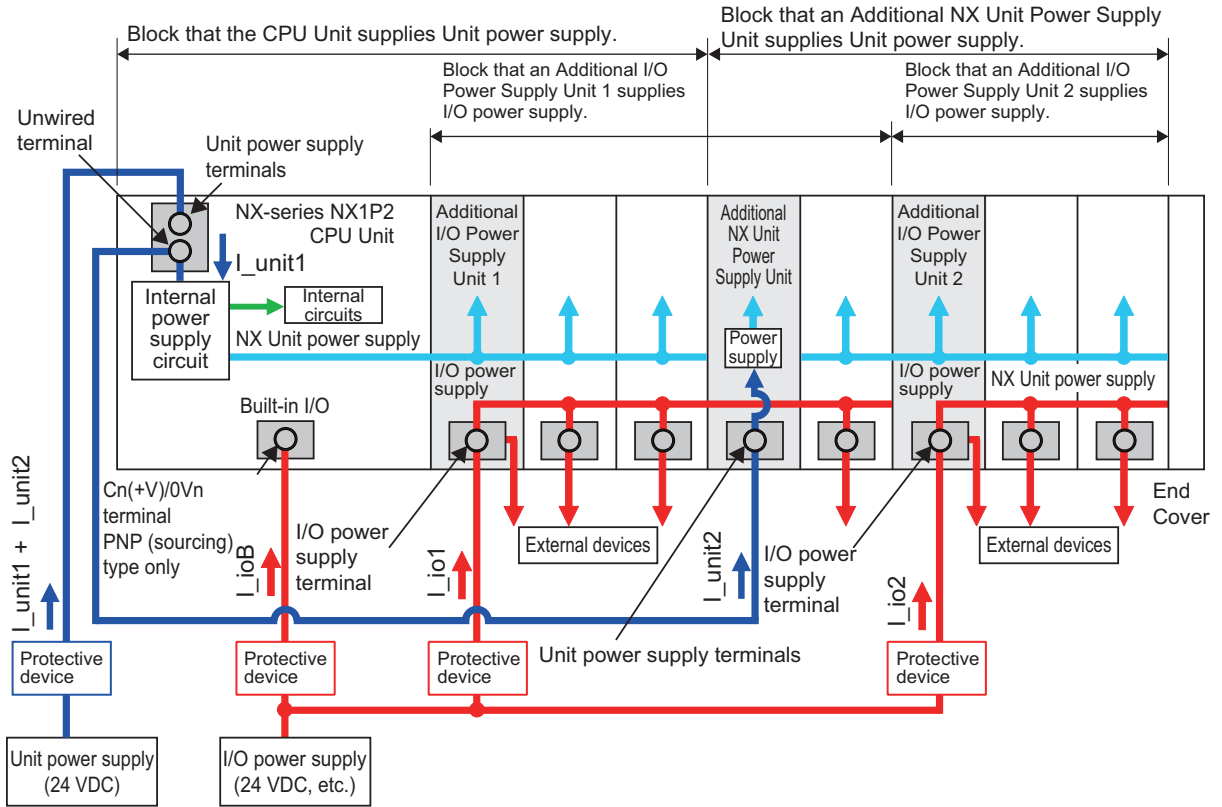 Block that the CPU Unit supplies Unit power supply.
Block that an Additional NX Unit Power Supply
Unit supplies Unit power supply.
Block that an Additional I/O
Power Supply Unit 1 supplies
I/O power supply.
Block that an Additional I/O
Power Supply Unit 2 supplies
I/O power supply.
Unwired
terminal
Unit power supply
terminals
NX-series NX1P2
CPU Unit
Additional
I/O Power
Supply
Unit 1
Additional
NX Unit
Power
Supply Unit
Additional
I/O Power
Supply
Unit 2
I_unit1
Internal
power
supply
circuit
Internal
circuits
NX Unit power supply
Power
supply
I/O power
supply
I/O power
supply
NX Unit power supply
Built-in I/O
Cn(+V)/0Vn
terminal
PNP (sourcing)
type only
I/O power
supply
terminal
External devices
I/O power
supply
terminal
External devices
End
Cover
I_unit1 + I_unit2
I_ioB
I_io1
I_unit2
I_io2
Unit power supply terminals
Protective
device
Protective
device
Protective
device
Protective
device
Unit power supply
(24 VDC)
I/O power supply
(24 VDC, etc.)